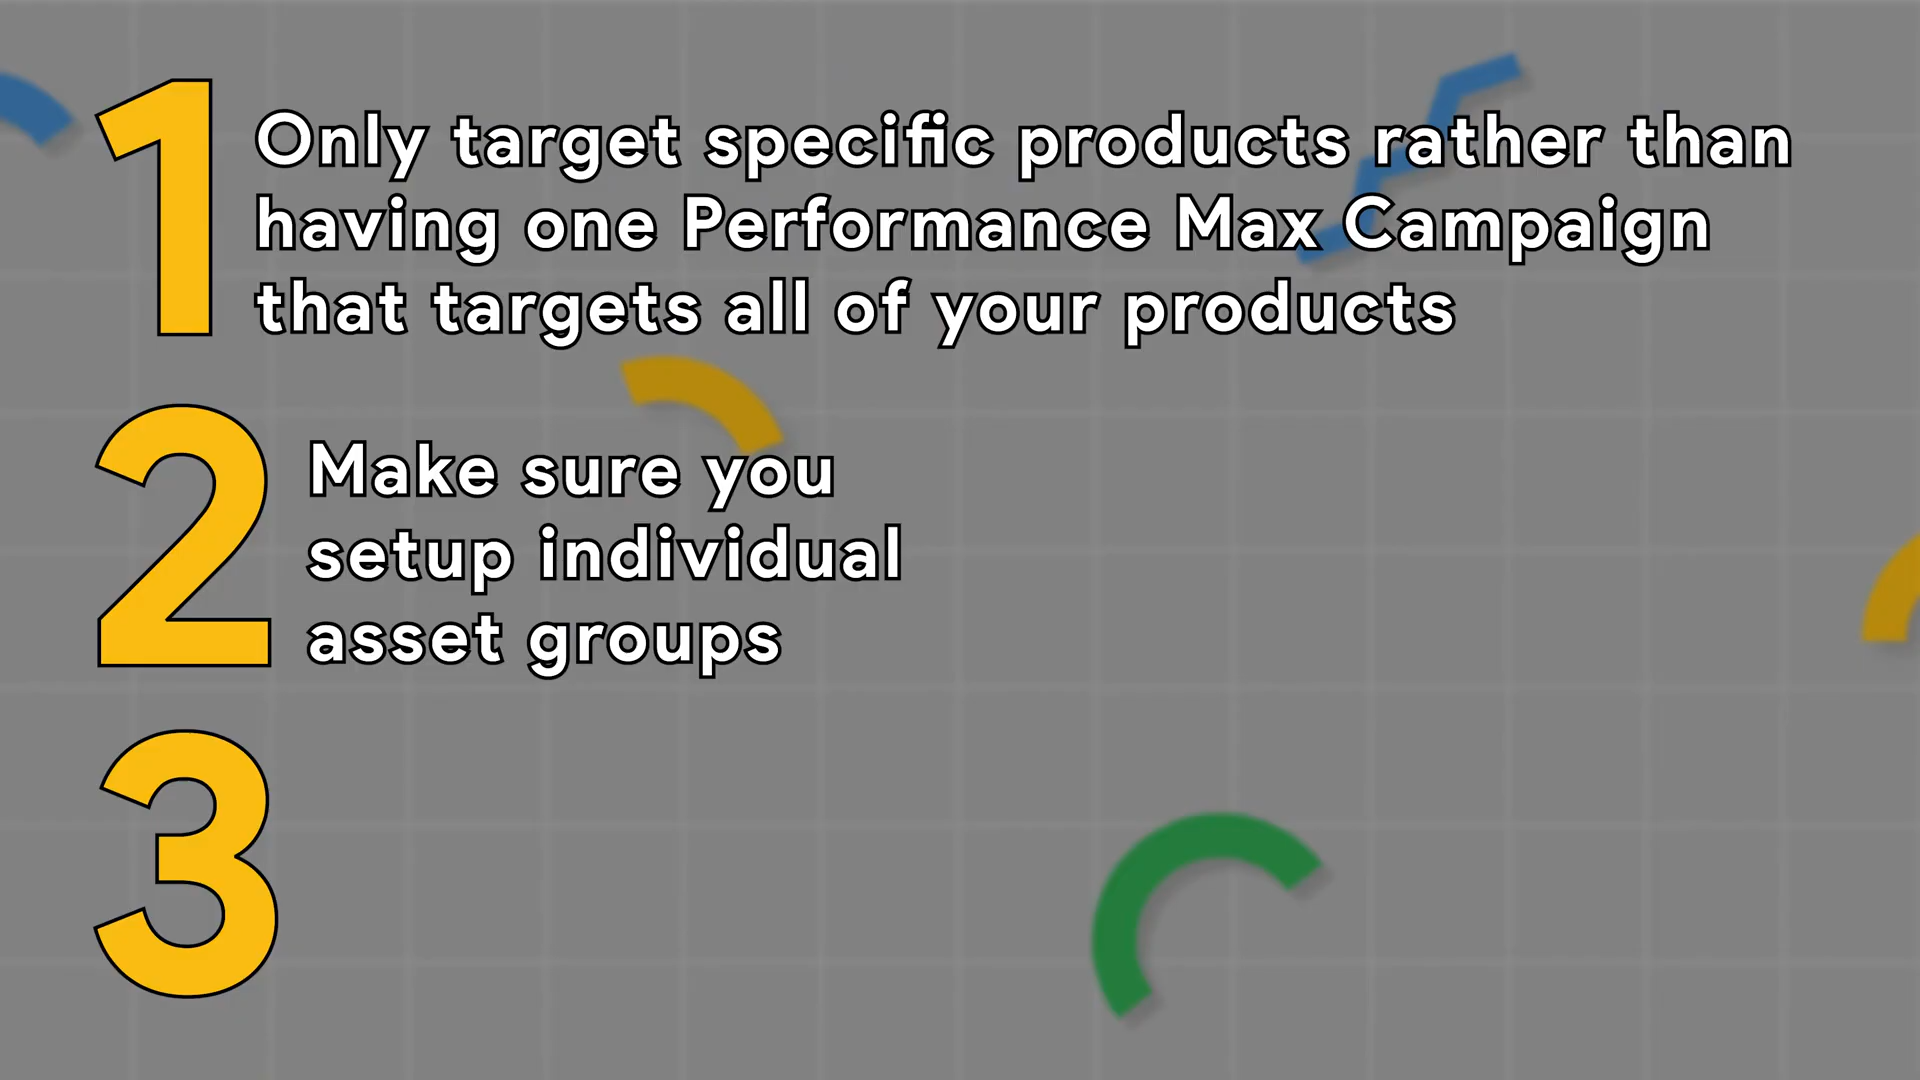 1
Only target specific products rather than
having one Performance Max Campaign
that targets all of your products
2
Make sure you
setup individual
asset groups
3